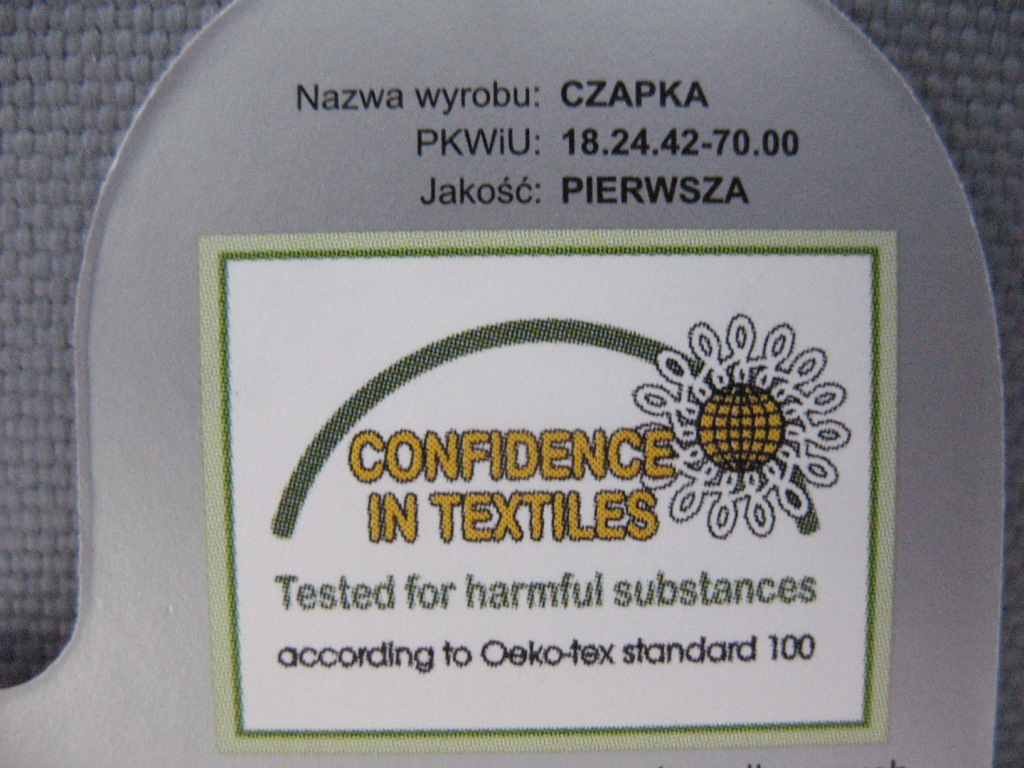 Nazwa wyrobu: CZAPKA
PKWiU: 18.24.42-70.00
Jakość: PIERWSZA
CONFIDENCE
IN TEXTILES
Tested for harmful substances
according to Oeko-tex standard 100